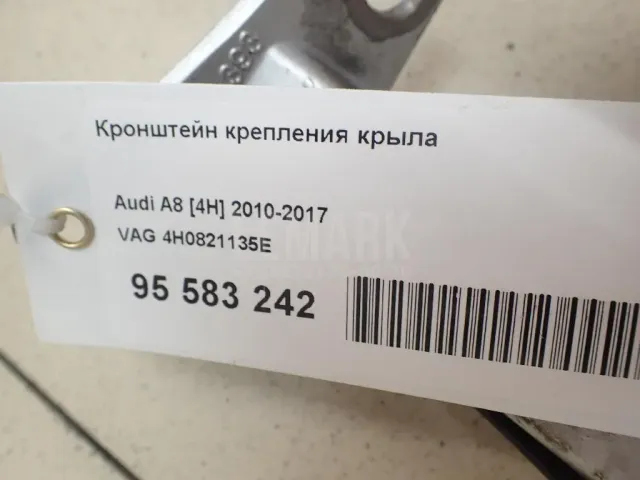 Кронштейн крепления крыла
Audi A8 [4H] 2010-2017
VAG 4H0821135E
95 583 242